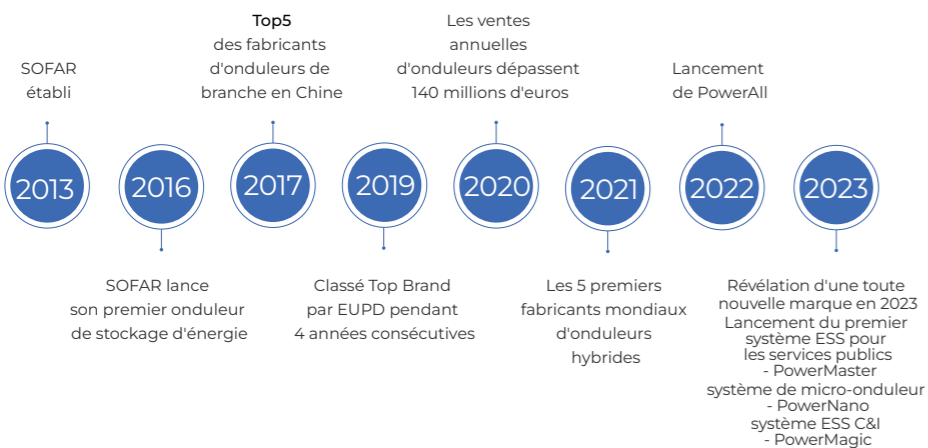 SOFAR
établi
2013
2016
SOFAR lance
son premier onduleur
de stockage d'énergie
Top5
des fabricants
d'onduleurs de
branche en Chine
2017
2019
Classé Top Brand
par EUPD pendant
4 années consécutives
Les ventes
annuelles
d'onduleurs dépassent
140 millions d'euros
2020
2021
Les 5 premiers
fabricants mondiaux
d'onduleurs
hybrides
Lancement
de PowerAll
2022
2023
Révélation d'une toute
nouvelle marque en 2023
Lancement du premier
système ESS pour
les services publics
- PowerMaster
système de micro-onduleur
- PowerNano
système ESS C&I
- PowerMagic